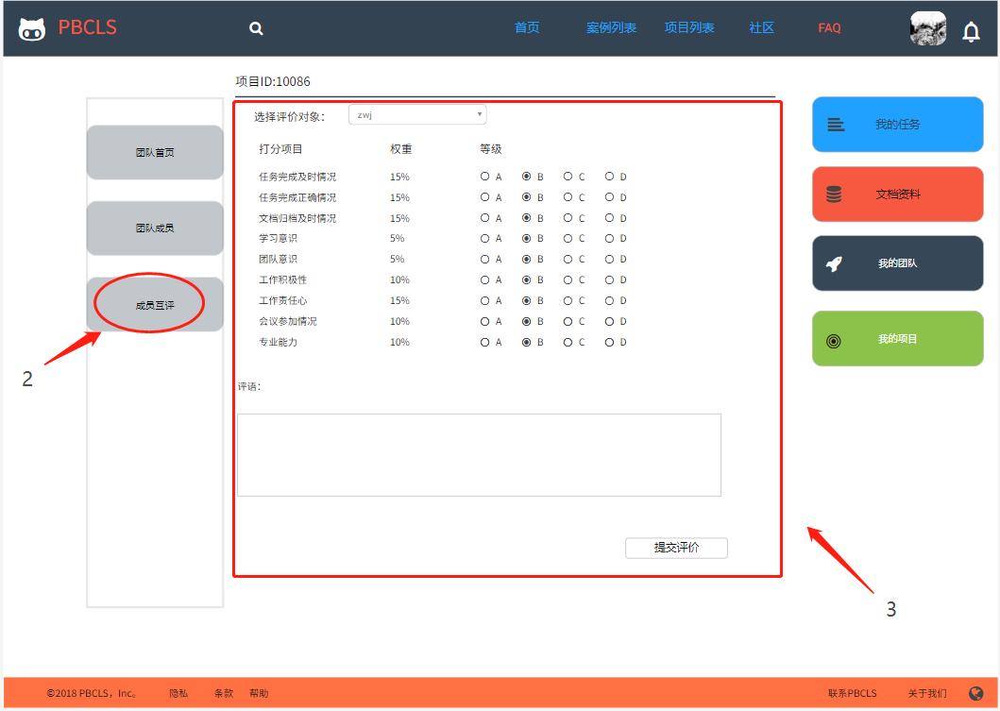 PBCLS 首页 案例列表 项目列表 社区 FAQ
项目ID:10086
选择评价对象： zwj
打分项目 权重 等级
任务完成及时情况 15% A B C D
任务完成正确情况 15% A B C D
文档归档及时情况 15% A B C D
学习意识 5% A B C D
团队意识 5% A B C D
工作积极性 10% A B C D
工作责任心 15% A B C D
会议参加情况 10% A B C D
专业能力 10% A B C D
评语：
提交评价
团队首页
团队成员
成员互评
2
我的任务
文档资料
我的团队
我的项目
3
©2018 PBCLS，Inc。 隐私 条款 帮助 联系PBCLS 关于我们